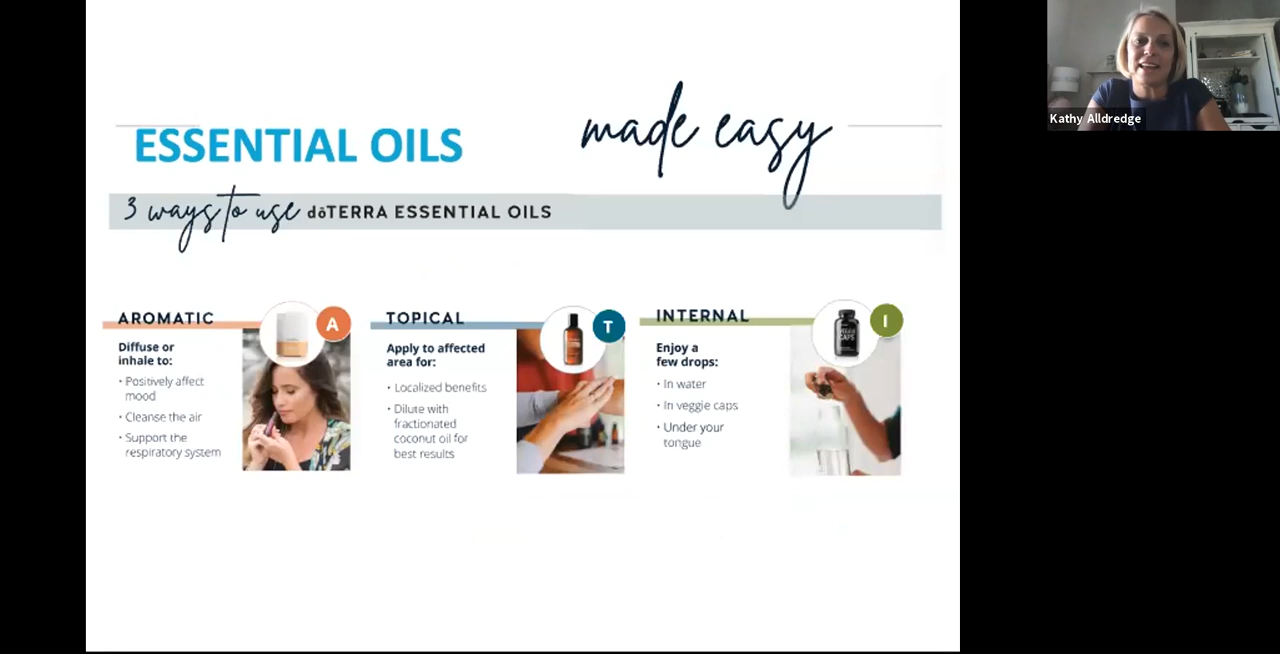 ESSENTIAL OILS
made easy
3 ways to use dōTERRA ESSENTIAL OILS
AROMATIC
A
Diffuse or
inhale to:
• Positively affect
mood
• Cleanse the air
• Support the
respiratory system
TOPICAL
T
Apply to affected
area for:
• Localized benefits
• Dilute with
fractionated
coconut oil for
best results
INTERNAL
I
VEGGIE
CAPS
Enjoy a
few drops:
• In water
• In veggie caps
• Under your
tongue
Kathy Alldredge